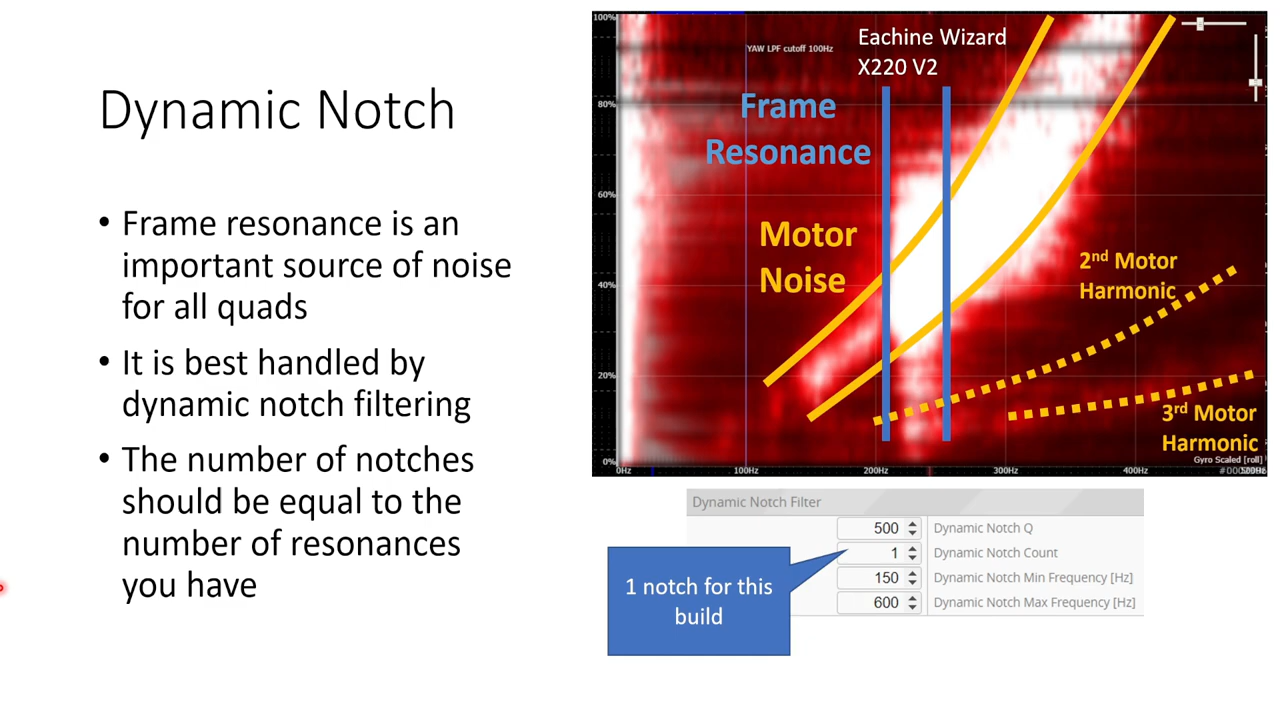 Dynamic Notch
• Frame resonance is an
important source of noise
for all quads
• It is best handled by
dynamic notch filtering
• The number of notches
should be equal to the
number of resonances
you have
100%
80%
60%
40%
20%
0%
YAW LPF cutoff 100Hz
Eachine Wizard
X220 V2
Frame
Resonance
Motor
Noise
2nd Motor
Harmonic
3rd Motor
Harmonic
Gyro Scaled [roll]
0Hz 100Hz 200Hz 300Hz 400Hz
Dynamic Notch Filter
500 Dynamic Notch Q
1 Dynamic Notch Count
150 Dynamic Notch Min Frequency [Hz]
600 Dynamic Notch Max Frequency [Hz]
1 notch for this
build